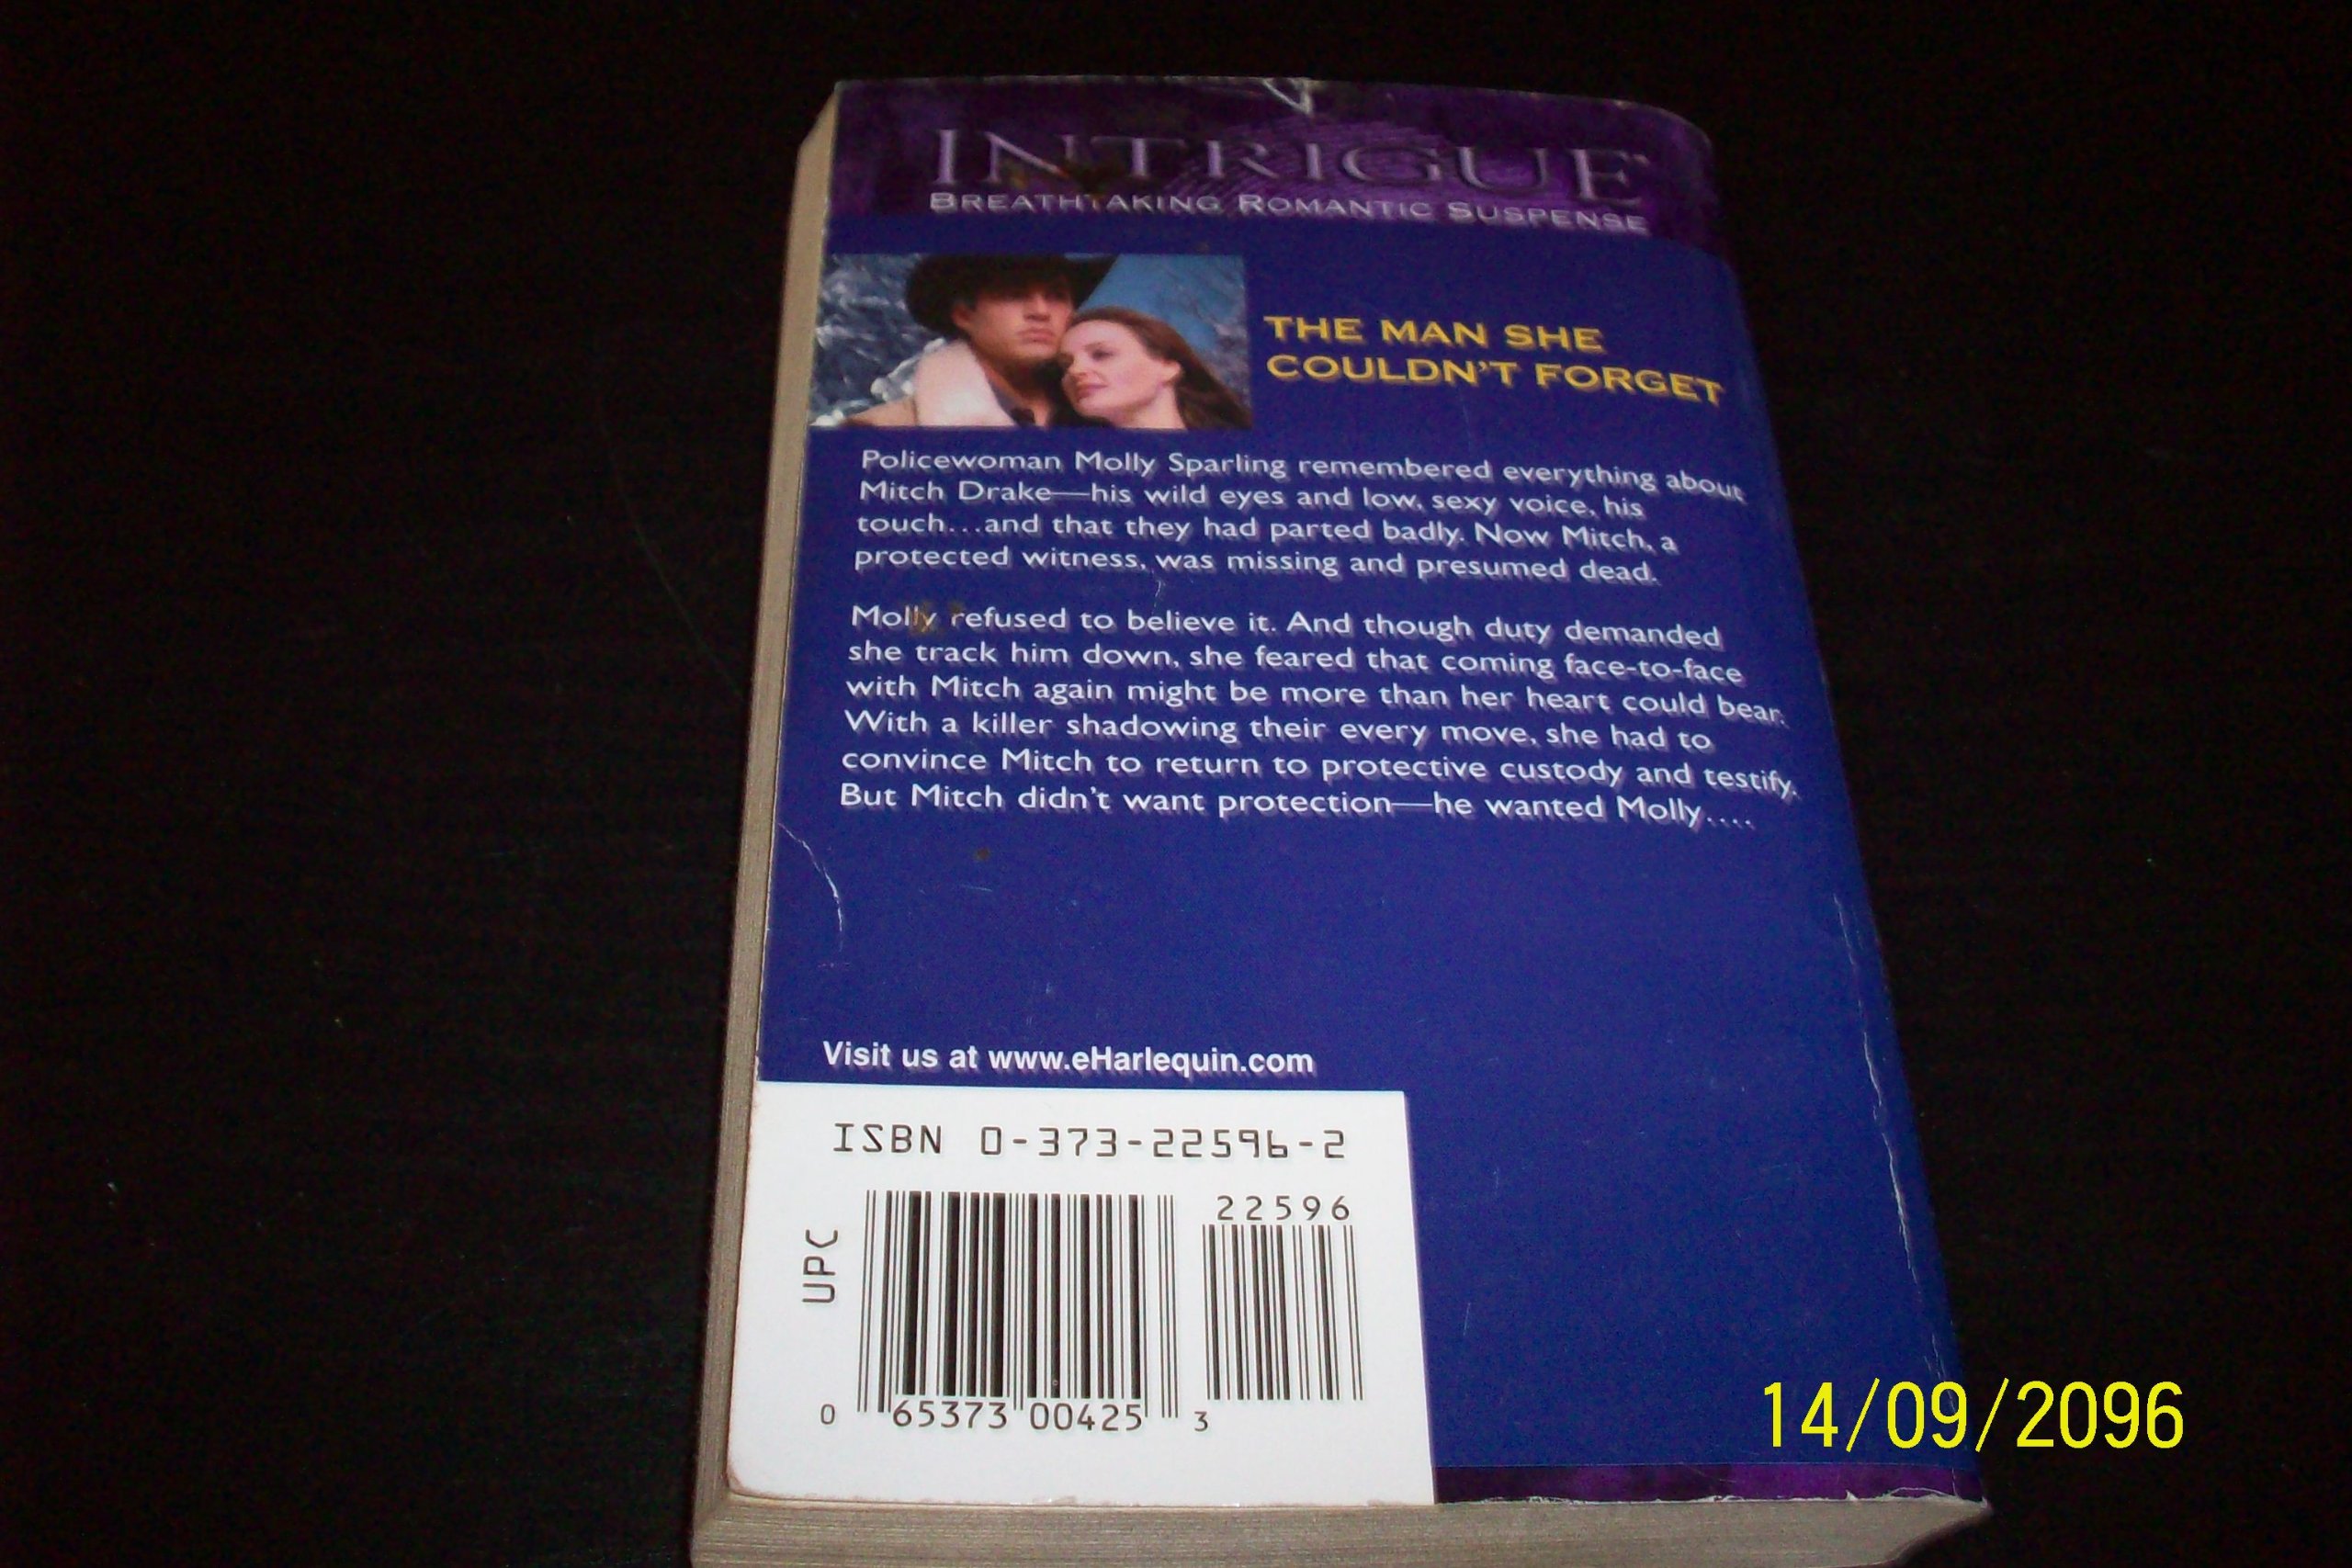 INTRIGUE
BREATHTAKING ROMANTIC SUSPENSE
THE MAN SHE
COULDN'T FORGET
Policewoman Molly Sparling remembered everything about
Mitch Drake—his wild eyes and low, sexy voice, his
touch...and that they had parted badly. Now Mitch, a
protected witness, was missing and presumed dead.
Molly refused to believe it. And though duty demanded
she track him down, she feared that coming face-to-face
with Mitch again might be more than her heart could bear.
With a killer shadowing their every move, she had to
convince Mitch to return to protective custody and testify.
But Mitch didn't want protection—he wanted Molly....
Visit us at www.eHarlequin.com
ISBN 0-373-22596-2
22596
UPC
0 65373 00425 3
14/09/2096